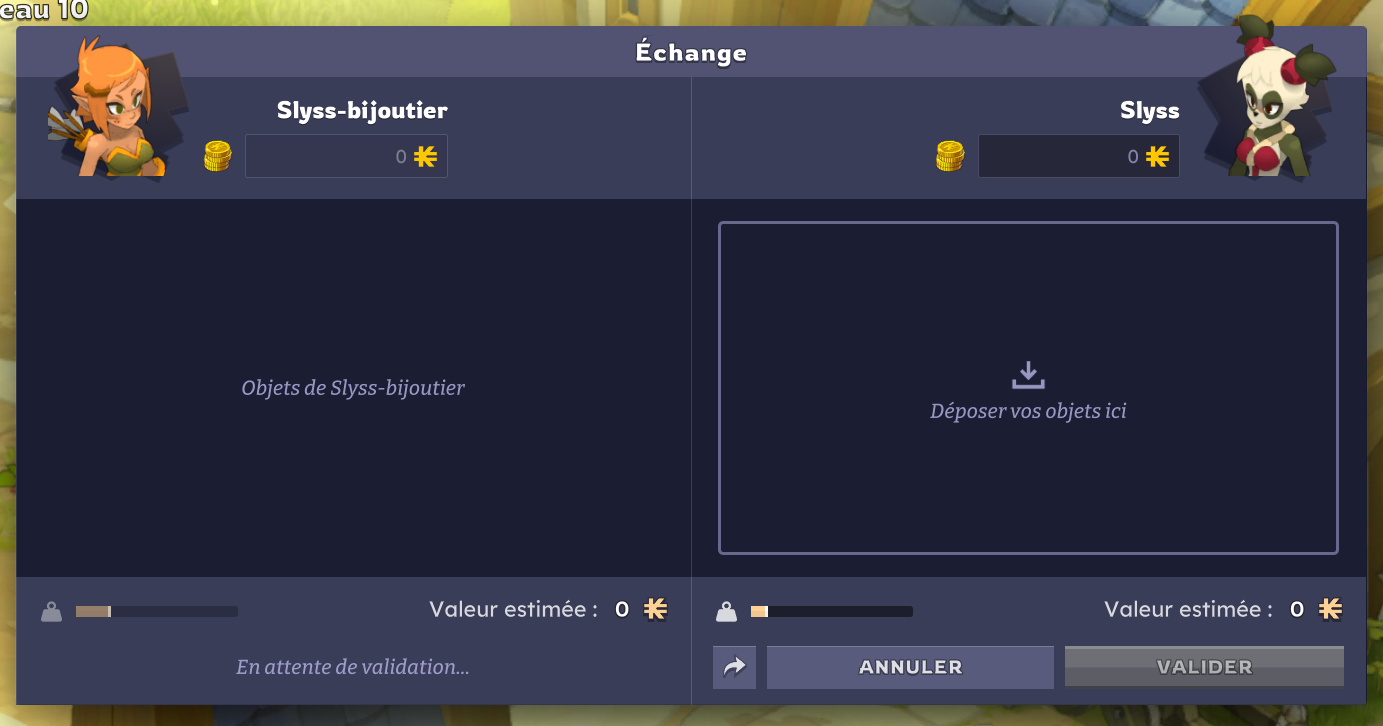 eau 10
Échange
Slyss-bijoutier
0
Slyss
0
Objets de Slyss-bijoutier
Déposer vos objets ici
Valeur estimée : 0
En attente de validation...
Valeur estimée : 0
ANNULER
VALIDER